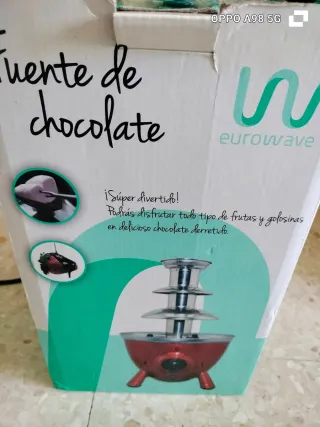 OPPO A98 5G
Fuente de
chocolate
eurowave
¡Súper divertido!
Podrás disfrutar todo tipo de frutas y golosinas
en delicioso chocolate derretido.